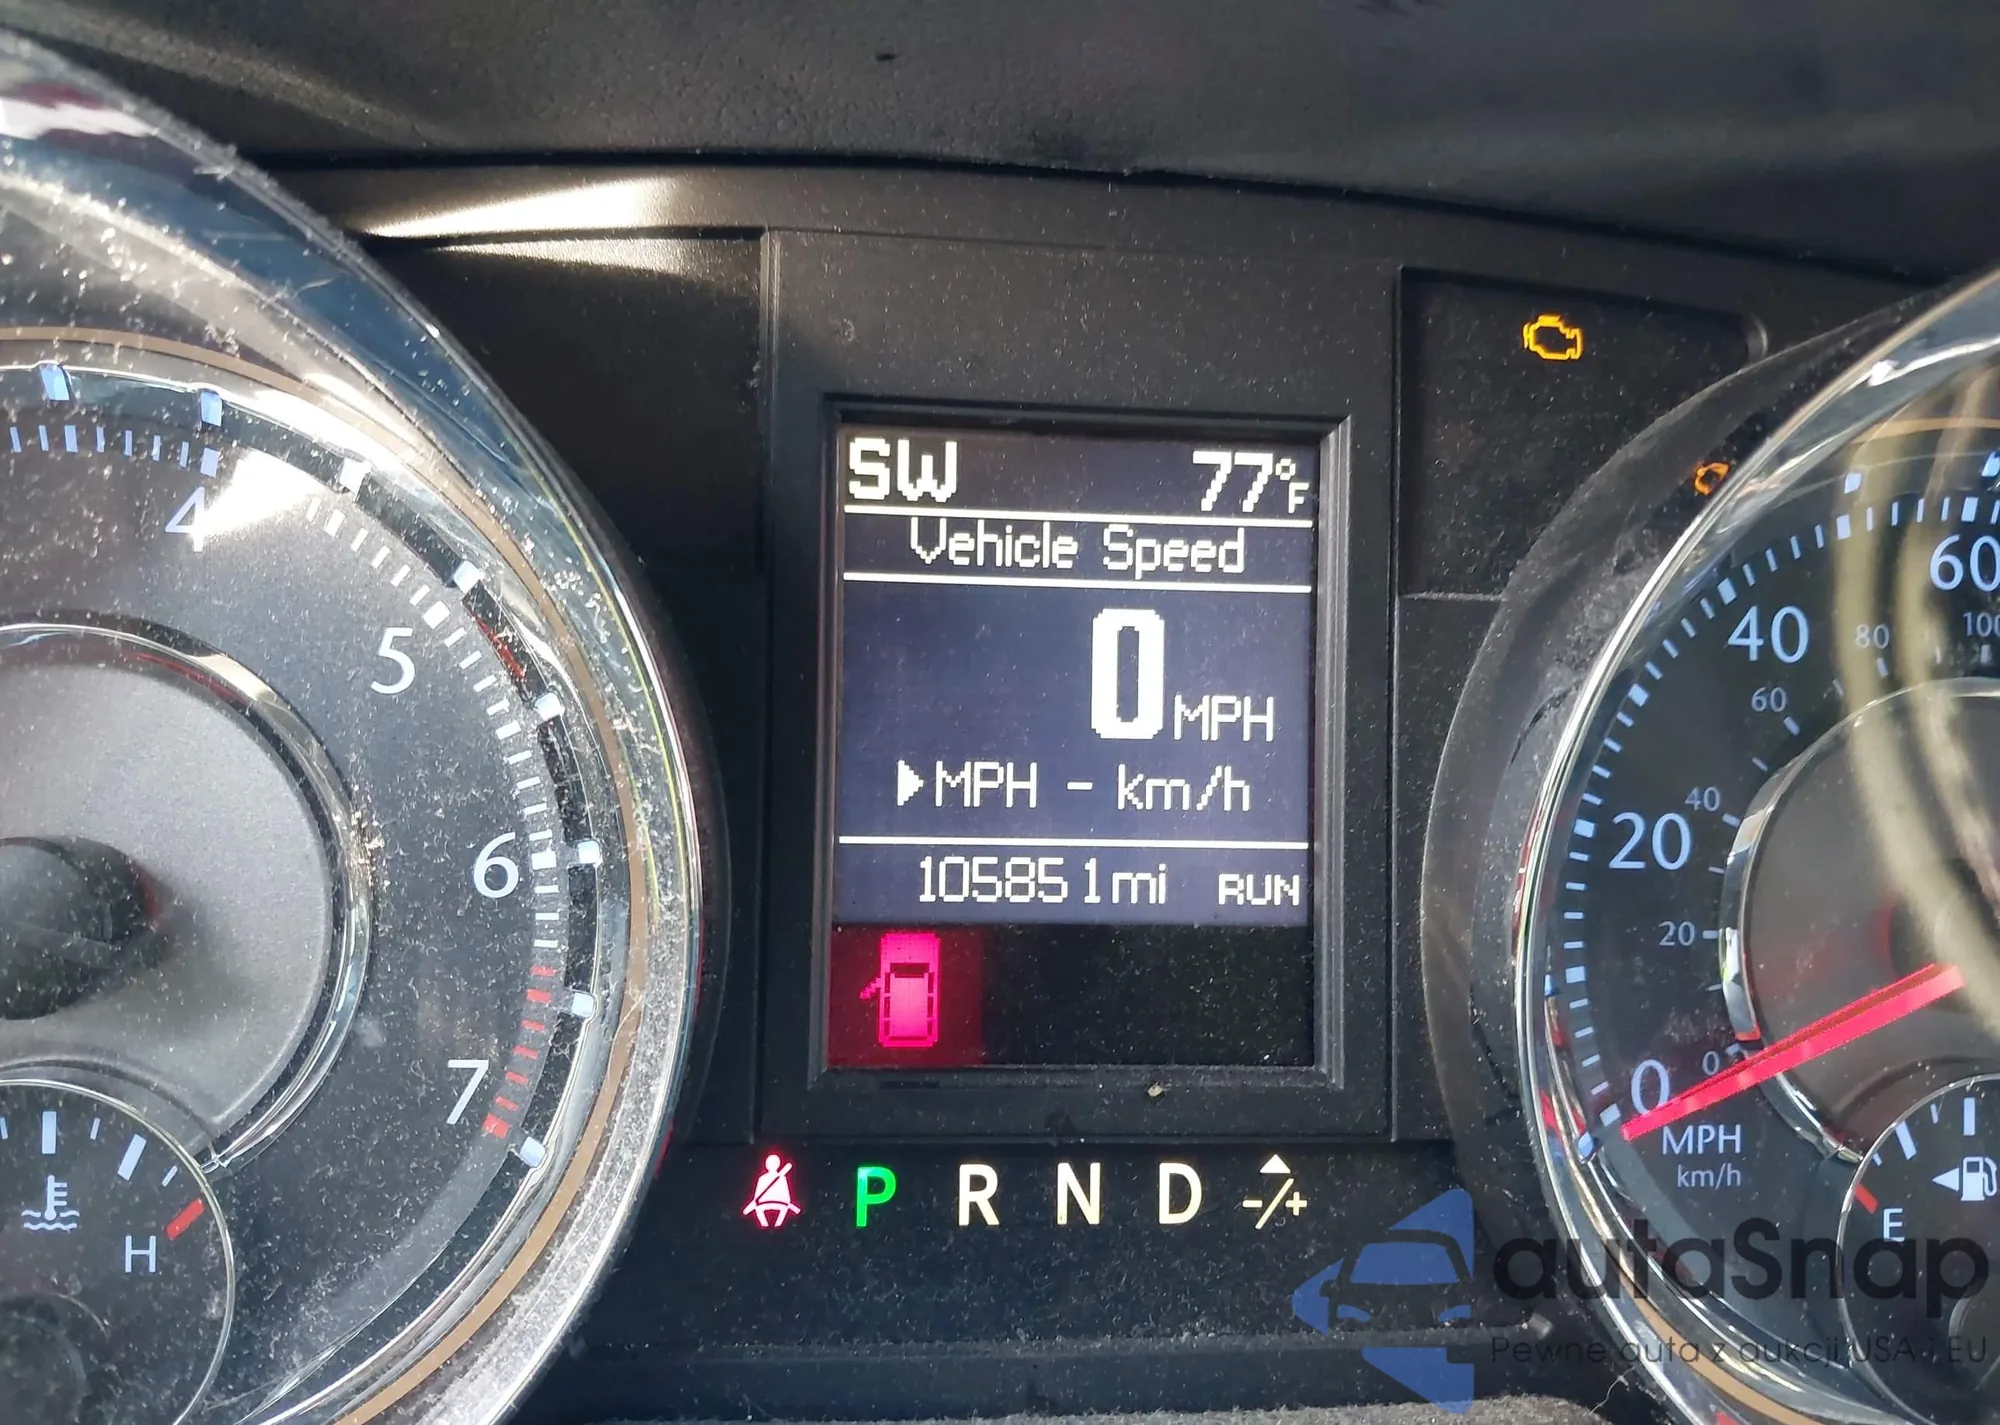 SW 77°F
Vehicle Speed
0 MPH
MPH - km/h
105851 mi RUN
P R N D -/+
4
5
6
7
H
60
100
40
80
60
20
40
20
0
0
MPH
km/h
E
autaSnap
Pewne auta z aukcji USA i EU